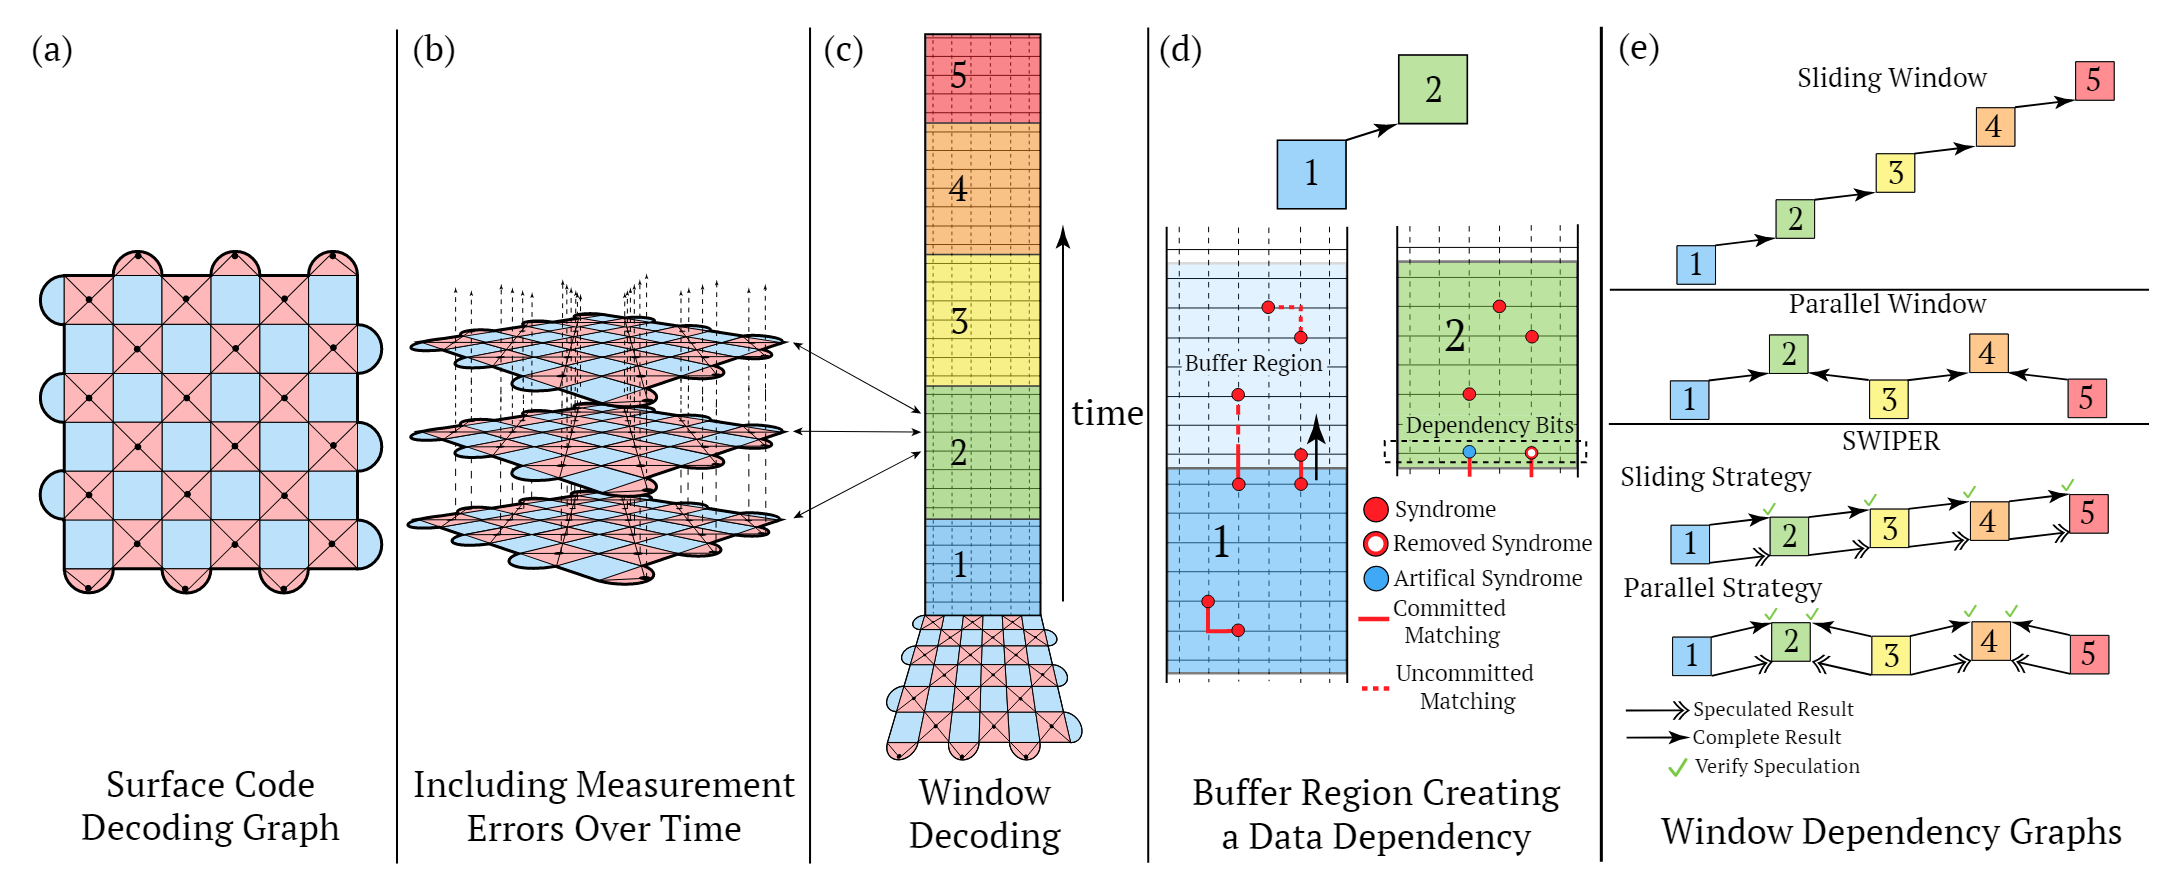 (a)
Surface Code
Decoding Graph
(b)
Including Measurement
Errors Over Time
(c)
5
4
3
2
1
time
Window
Decoding
(d)
2
1
Buffer Region
1
2
Dependency Bits
Syndrome
Removed Syndrome
Artifical Syndrome
Committed
Matching
Uncommitted
Matching
Buffer Region Creating
a Data Dependency
(e)
Sliding Window
5
4
3
2
1
Parallel Window
2
4
1
3
5
SWIPER
Sliding Strategy
1
2
3
4
5
Parallel Strategy
1
2
3
4
5
Speculated Result
Complete Result
Verify Speculation
Window Dependency Graphs